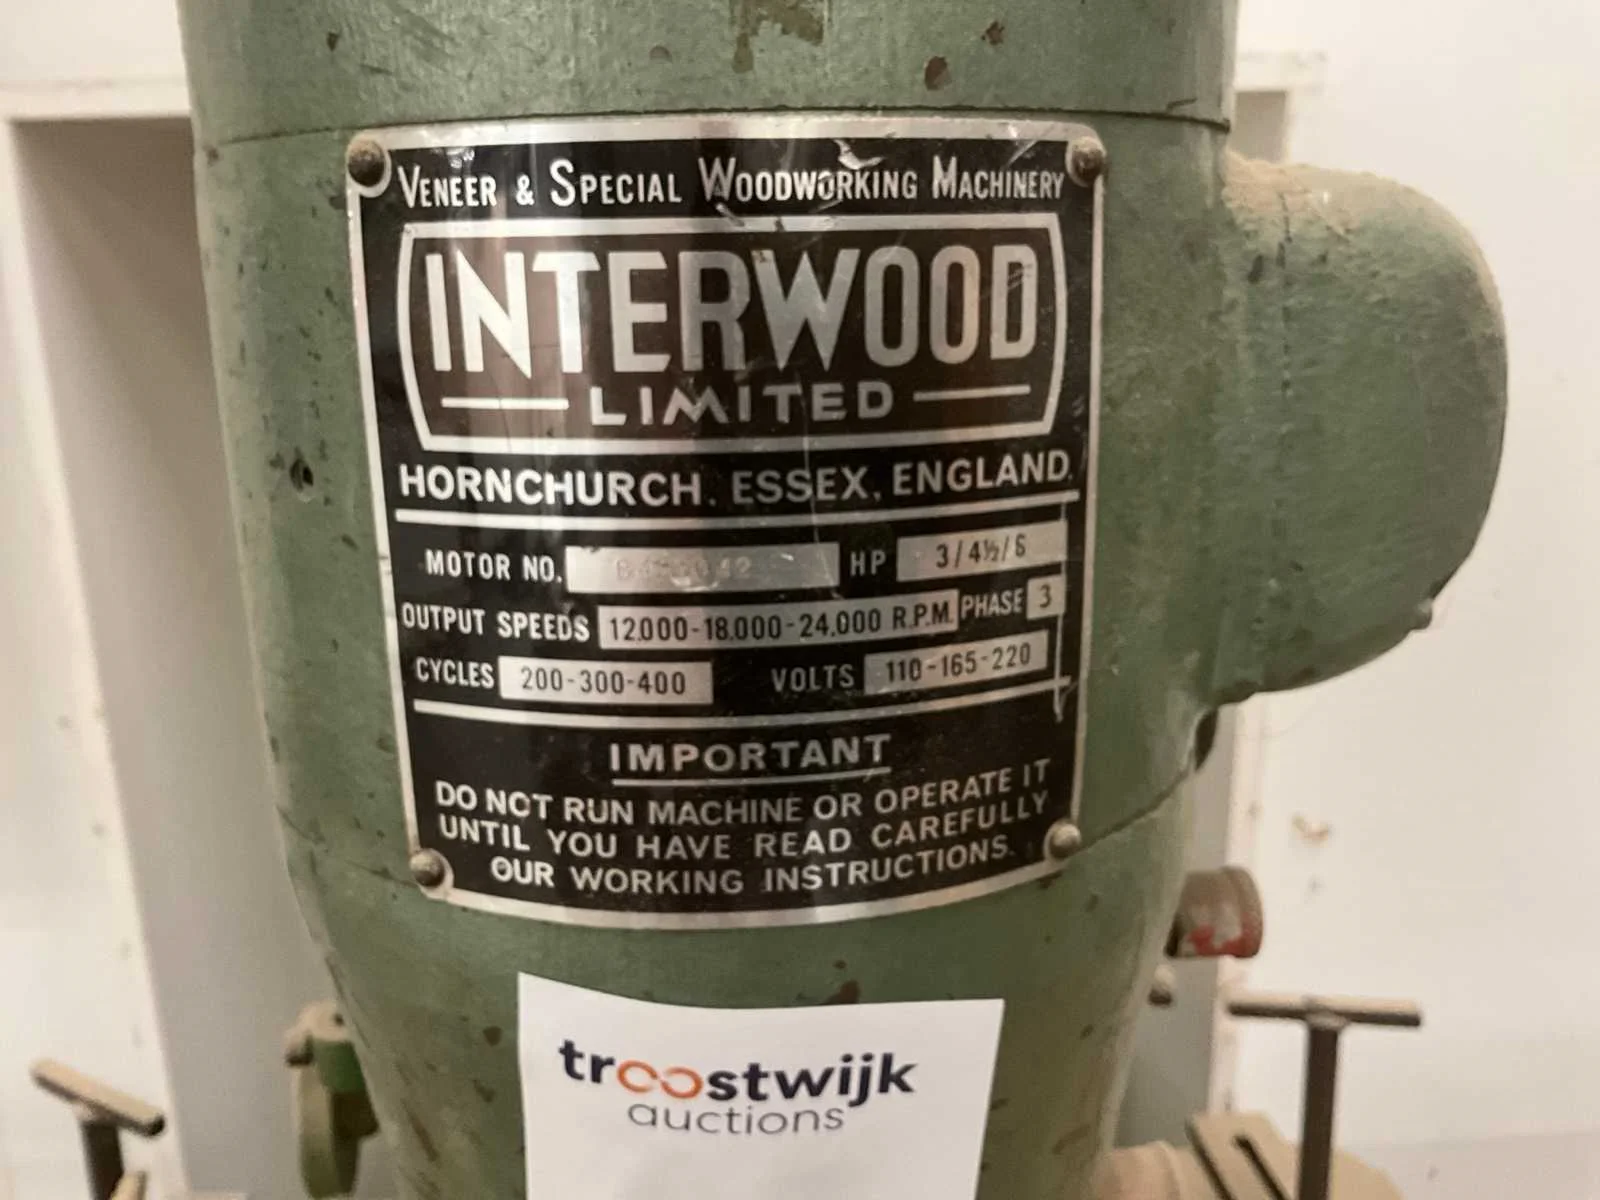 VENEER & SPECIAL WOODWORKING MACHINERY
INTERWOOD
LIMITED
HORNCHURCH. ESSEX, ENGLAND.
MOTOR NO. HP 3/4½/6
OUTPUT SPEEDS 12.000-18.000-24.000 R.P.M. PHASE 3
CYCLES 200-300-400 VOLTS 110-165-220
IMPORTANT
DO NOT RUN MACHINE OR OPERATE IT
UNTIL YOU HAVE READ CAREFULLY
OUR WORKING INSTRUCTIONS.
troostwijk
auctions